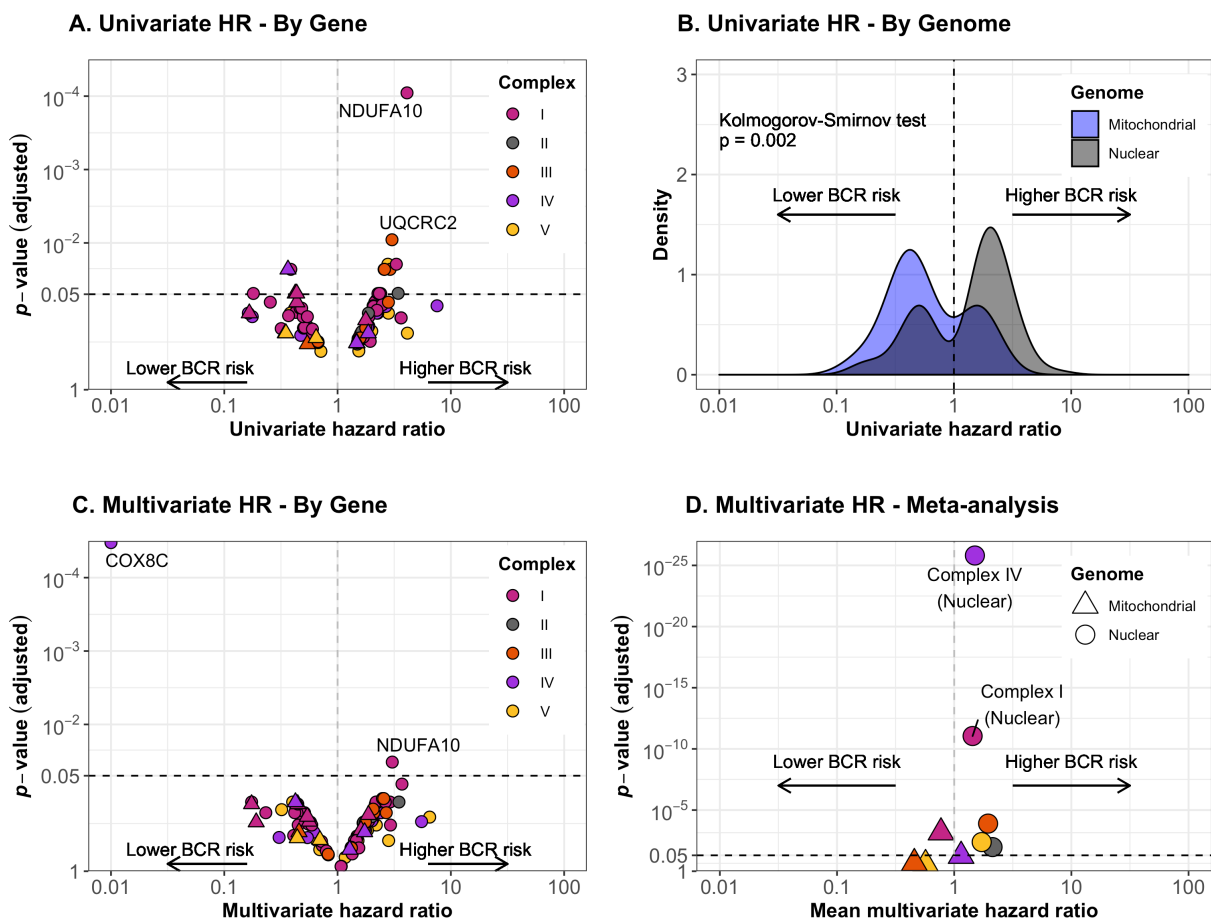 A. Univariate HR - By Gene
p−value (adjusted)
10⁻⁴
10⁻³
10⁻²
0.05
1
NDUFA10
UQCRC2
Complex
I
II
III
IV
V
Lower BCR risk
Higher BCR risk
0.01 0.1 1 10 100
Univariate hazard ratio
B. Univariate HR - By Genome
Density
3
2
1
0
Kolmogorov-Smirnov test
p = 0.002
Genome
Mitochondrial
Nuclear
Lower BCR risk
Higher BCR risk
0.01 0.1 1 10 100
Univariate hazard ratio
C. Multivariate HR - By Gene
p−value (adjusted)
10⁻⁴
10⁻³
10⁻²
0.05
1
COX8C
NDUFA10
Complex
I
II
III
IV
V
Lower BCR risk
Higher BCR risk
0.01 0.1 1 10 100
Multivariate hazard ratio
D. Multivariate HR - Meta-analysis
p−value (adjusted)
10⁻²⁵
10⁻²⁰
10⁻¹⁵
10⁻¹⁰
10⁻⁵
0.05
1
Complex IV
(Nuclear)
Complex I
(Nuclear)
Genome
Mitochondrial
Nuclear
Lower BCR risk
Higher BCR risk
0.01 0.1 1 10 100
Mean multivariate hazard ratio